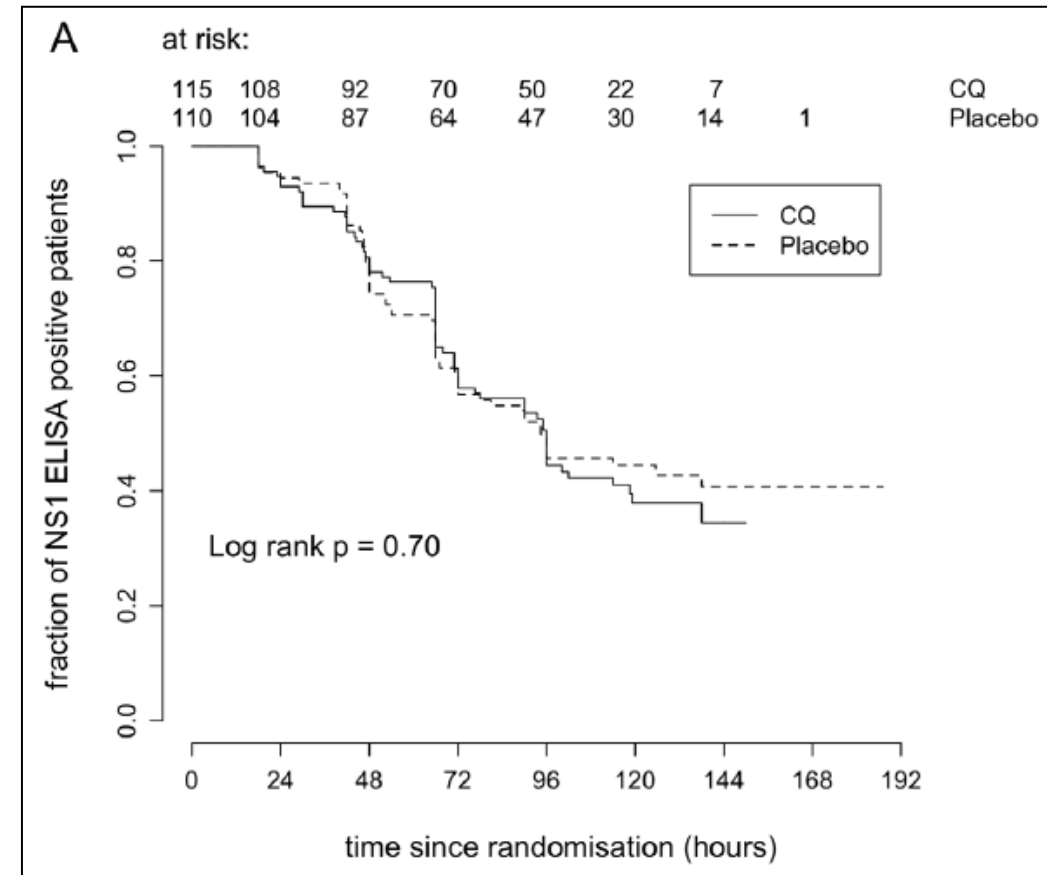 A
at risk:
115 108 92 70 50 22 7 CQ
110 104 87 64 47 30 14 1 Placebo
CQ
Placebo
fraction of NS1 ELISA positive patients
1.0
0.8
0.6
0.4
0.2
0.0
Log rank p = 0.70
0 24 48 72 96 120 144 168 192
time since randomisation (hours)